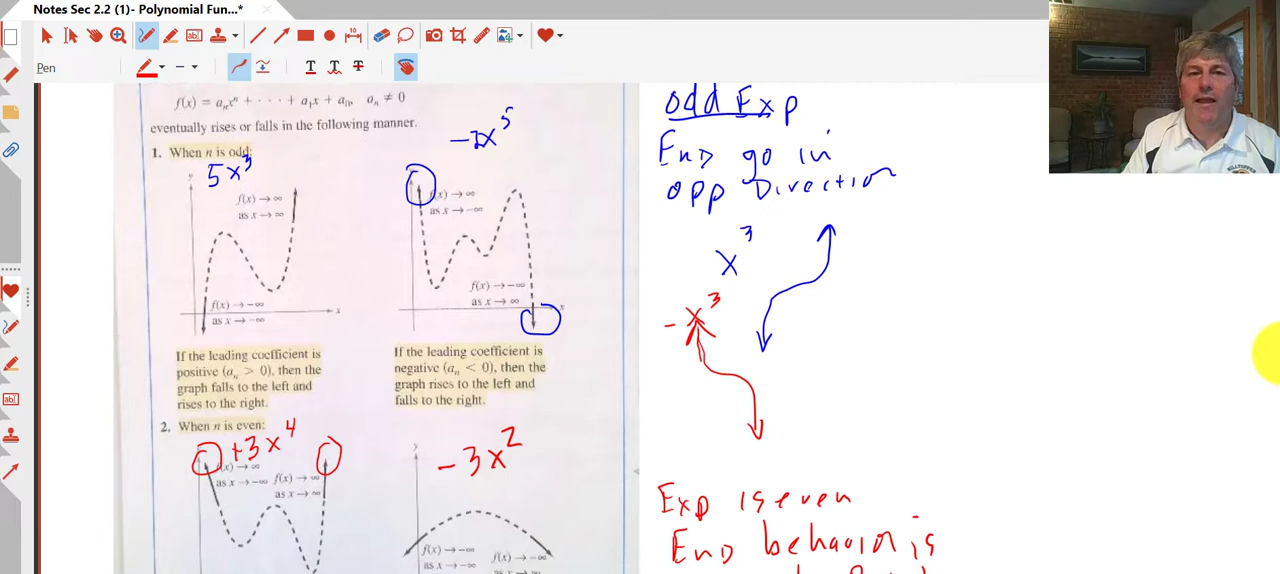 Notes Sec 2.2 (1)- Polynomial Fun...*
Pen
f(x) = aₙxⁿ + · · · + a₁x + a₀, aₙ ≠ 0
eventually rises or falls in the following manner.
1. When n is odd:
5x³
y
f(x) → ∞
as x → ∞
f(x) → −∞
as x → −∞
x
If the leading coefficient is
positive (aₙ > 0), then the
graph falls to the left and
rises to the right.
−2x⁵
f(x) → ∞
as x → −∞
f(x) → −∞
as x → ∞
x
If the leading coefficient is
negative (aₙ < 0), then the
graph rises to the left and
falls to the right.
2. When n is even:
+3x⁴
f(x) → ∞
as x → −∞
f(x) → ∞
as x → ∞
−3x²
y
f(x) → −∞
as x → −∞
f(x) → −∞
odd Exp
End go in
opp Direction
x³
−x³
Exp is even
End behavior is